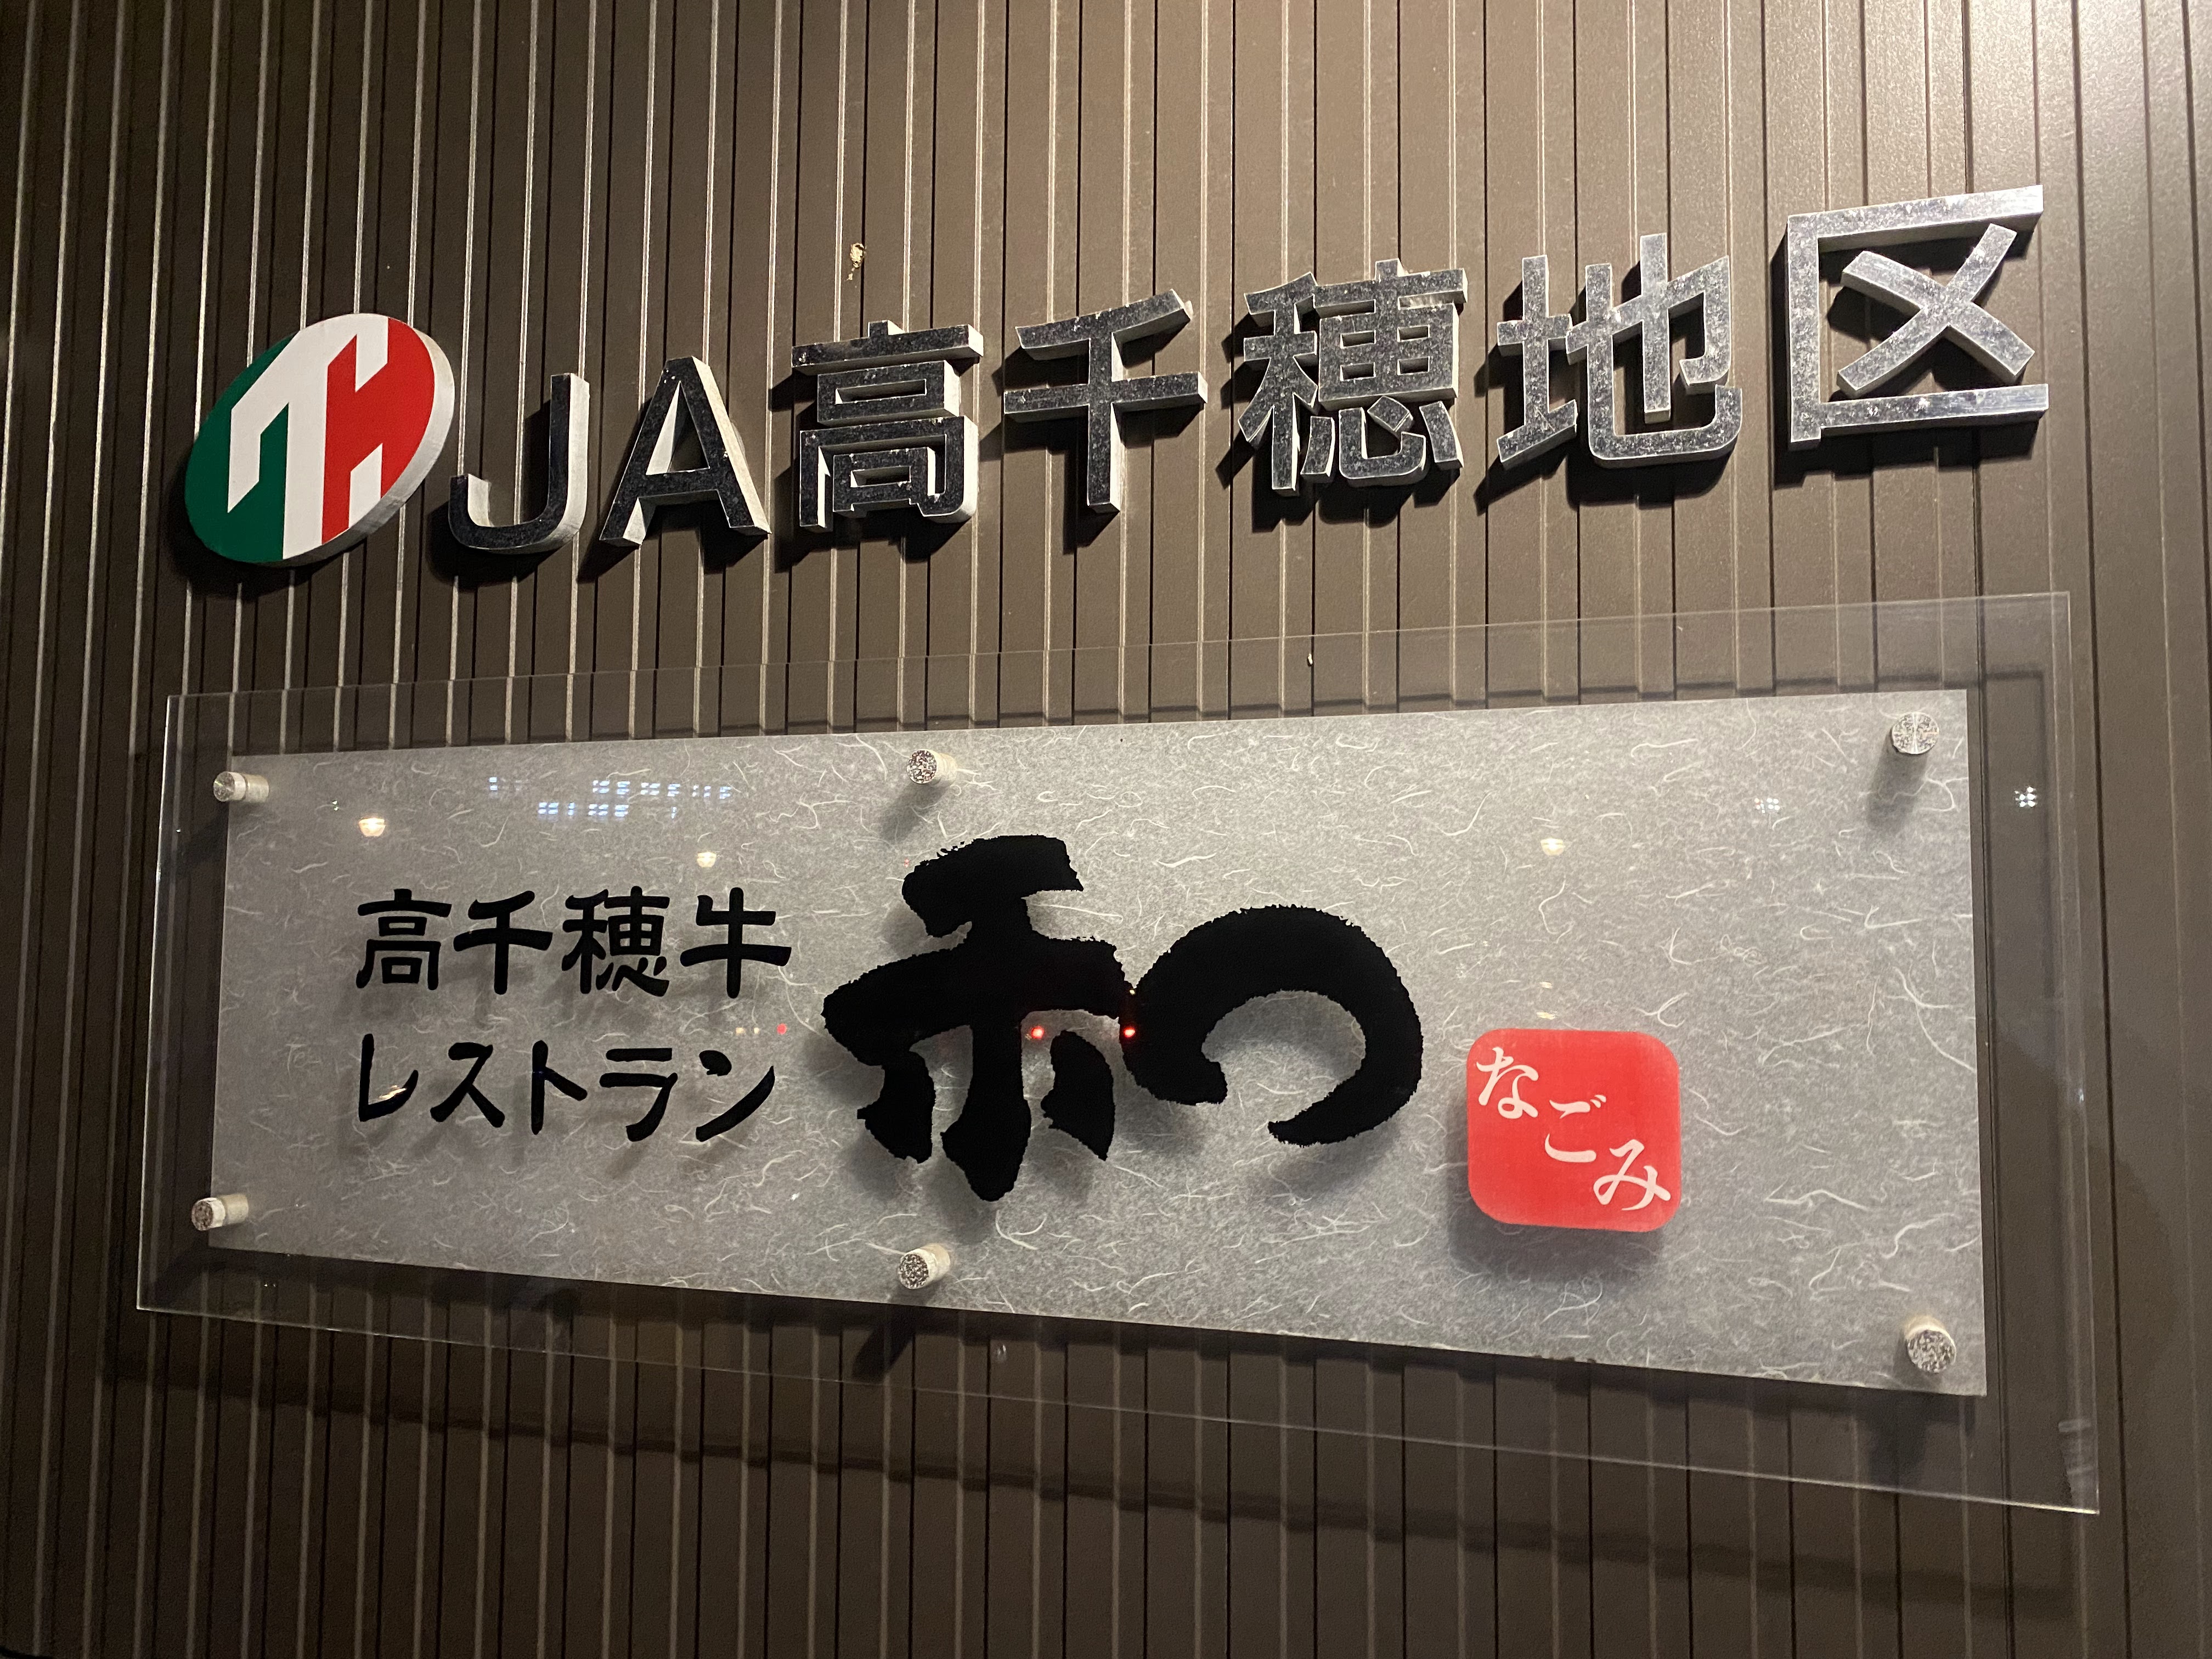 JA高千穂地区
高千穂牛
レストラン
和
なごみ